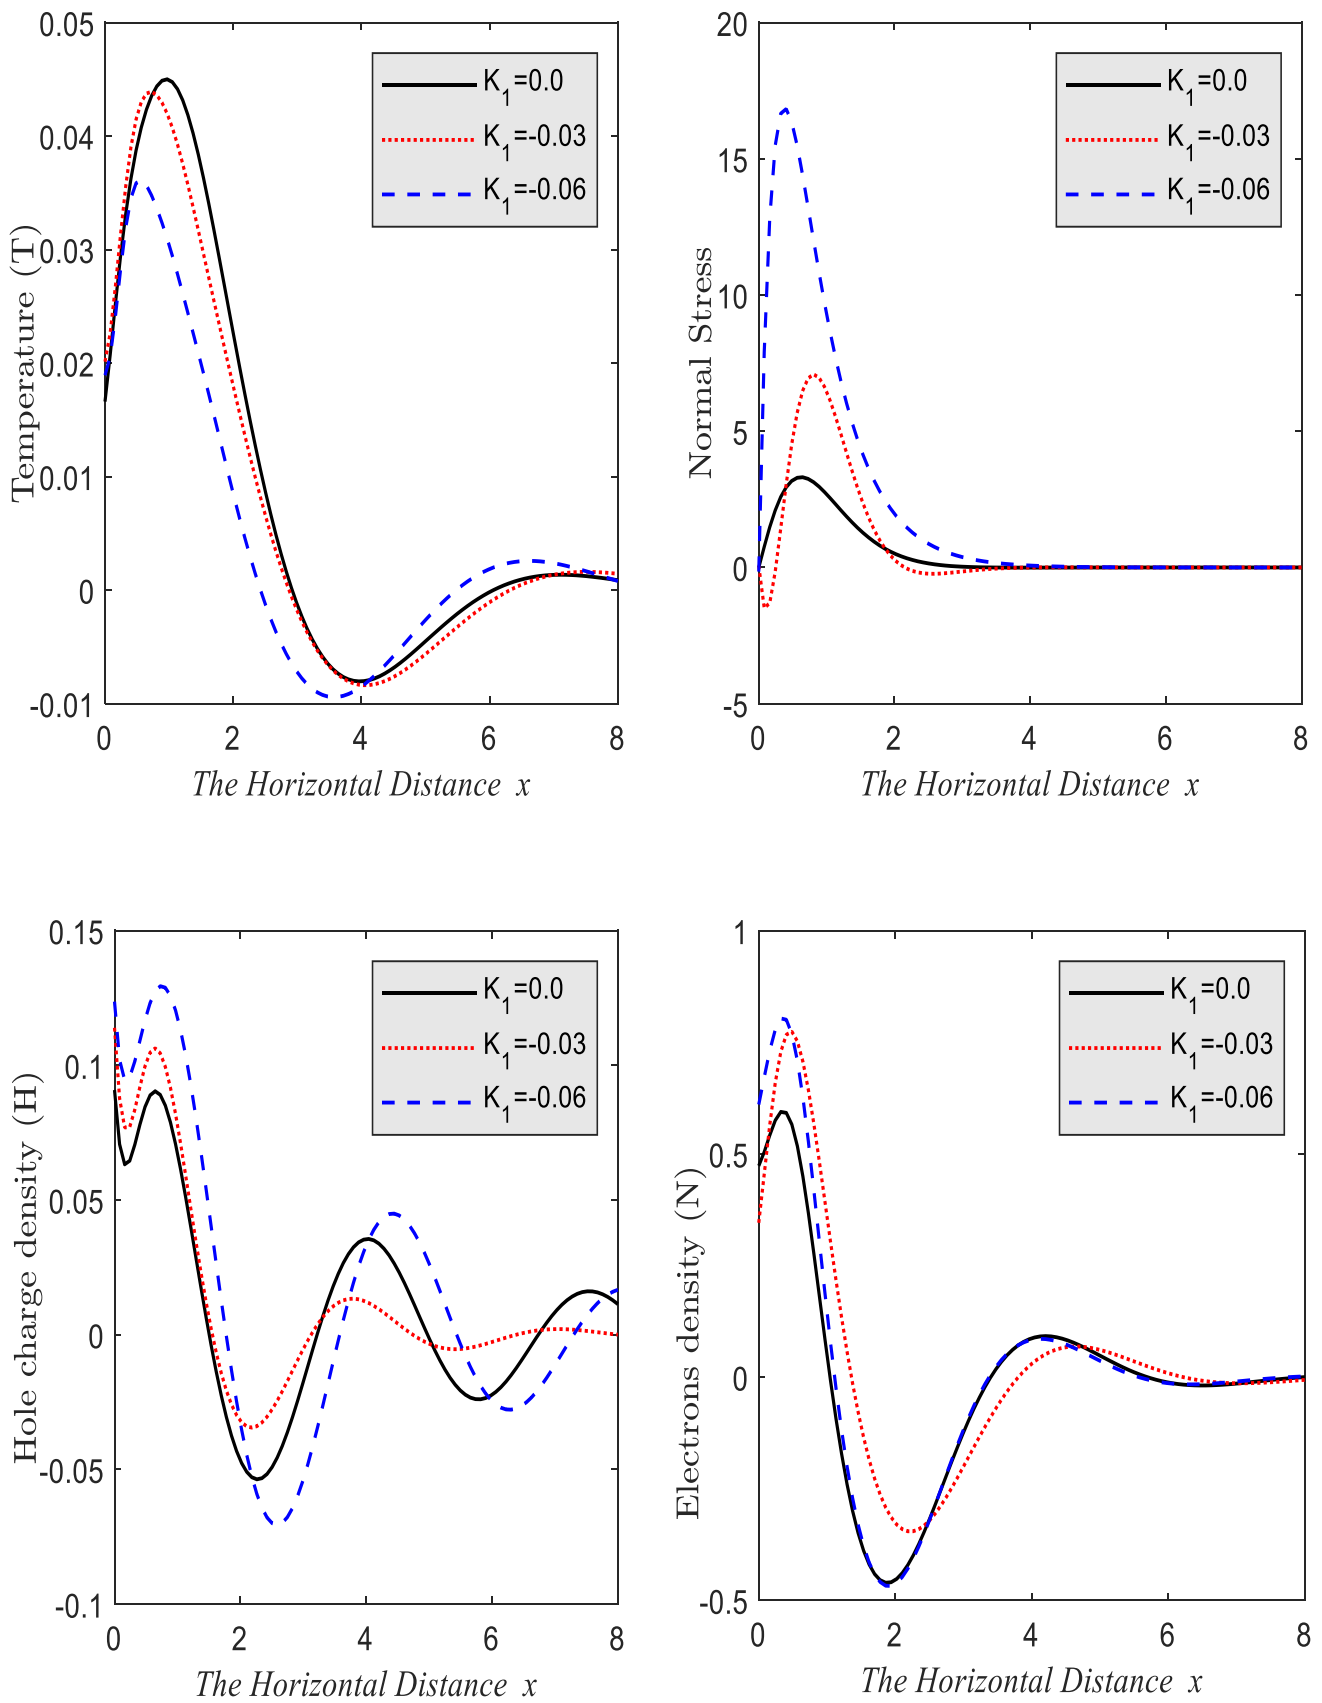 0.05
0.04
0.03
0.02
0.01
0
-0.01
Temperature (T)
K1=0.0
K1=-0.03
K1=-0.06
0 2 4 6 8
The Horizontal Distance x
20
15
10
5
0
-5
Normal Stress
K1=0.0
K1=-0.03
K1=-0.06
0 2 4 6 8
The Horizontal Distance x
0.15
0.1
0.05
0
-0.05
-0.1
Hole charge density (H)
K1=0.0
K1=-0.03
K1=-0.06
0 2 4 6 8
The Horizontal Distance x
1
0.5
0
-0.5
Electrons density (N)
K1=0.0
K1=-0.03
K1=-0.06
0 2 4 6 8
The Horizontal Distance x